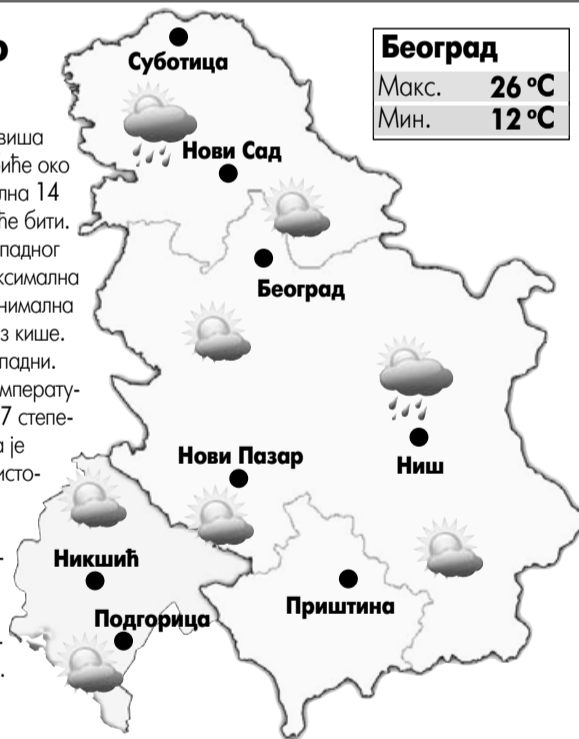 виша
ће око
лна 14
ће бити.
падног
ксимална
нимална
з кише.
падни.
мперату-
7 степе-
а је
исто-
Београд
Макс. 26 °C
Мин. 12 °C
Суботица
Нови Сад
Београд
Ниш
Нови Пазар
Никшић
Подгорица
Приштина